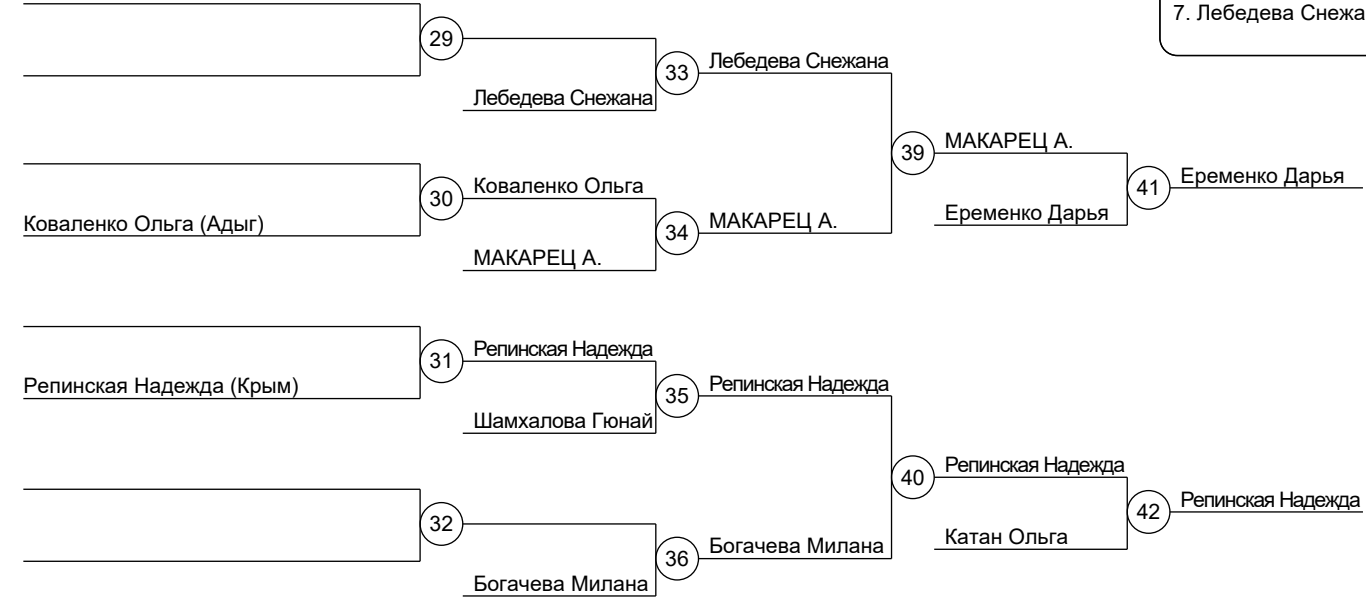 7. Лебедева Снежа
29
Лебедева Снежана
33
Лебедева Снежана
39
МАКАРЕЦ А.
Коваленко Ольга (Адыг)
30
Коваленко Ольга
МАКАРЕЦ А.
34
МАКАРЕЦ А.
Еременко Дарья
41
Еременко Дарья
Репинская Надежда (Крым)
31
Репинская Надежда
Шамхалова Гюнай
35
Репинская Надежда
40
Репинская Надежда
32
Богачева Милана
36
Богачева Милана
Катан Ольга
42
Репинская Надежда